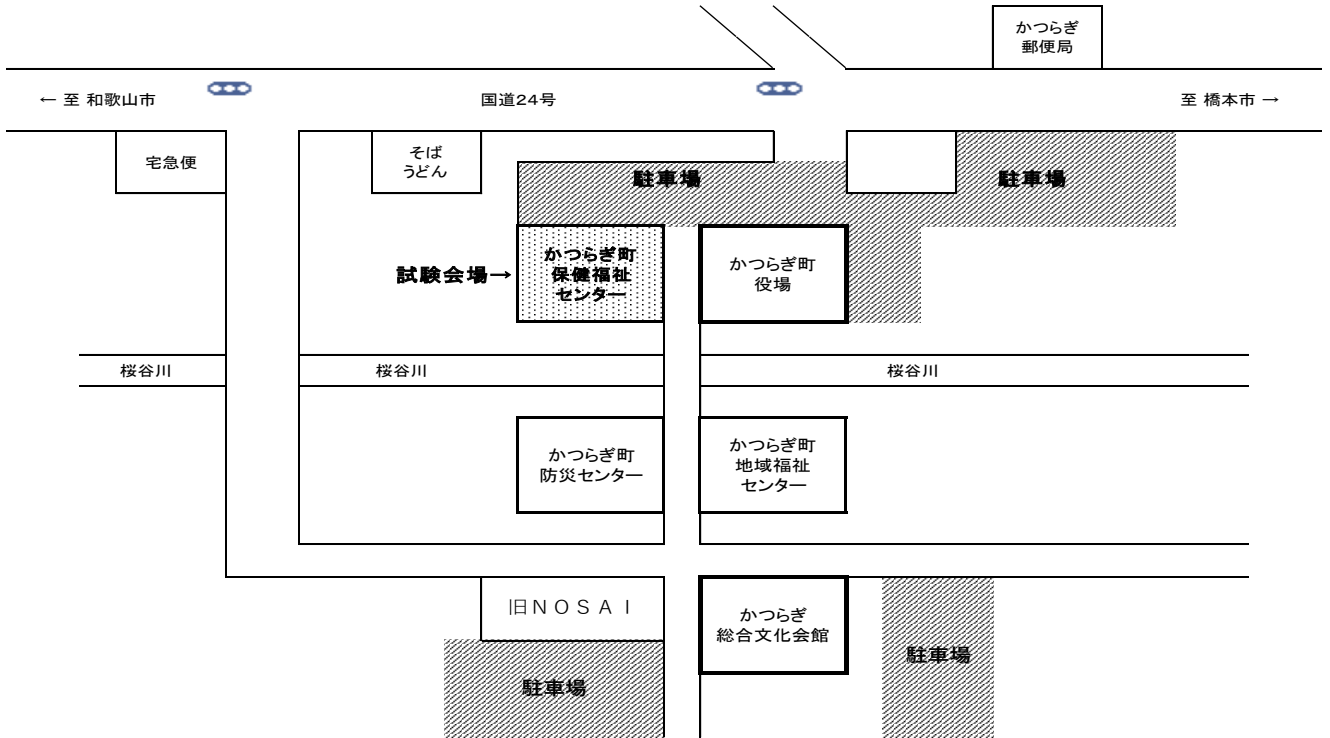 かつらぎ
郵便局
← 至 和歌山市
国道24号
至 橋本市 →
宅急便
そば
うどん
駐車場
駐車場
試験会場→
かつらぎ町
保健福祉
センター
かつらぎ町
役場
桜谷川
桜谷川
桜谷川
かつらぎ町
防災センター
かつらぎ町
地域福祉
センター
旧ＮＯＳＡＩ
かつらぎ
総合文化会館
駐車場
駐車場